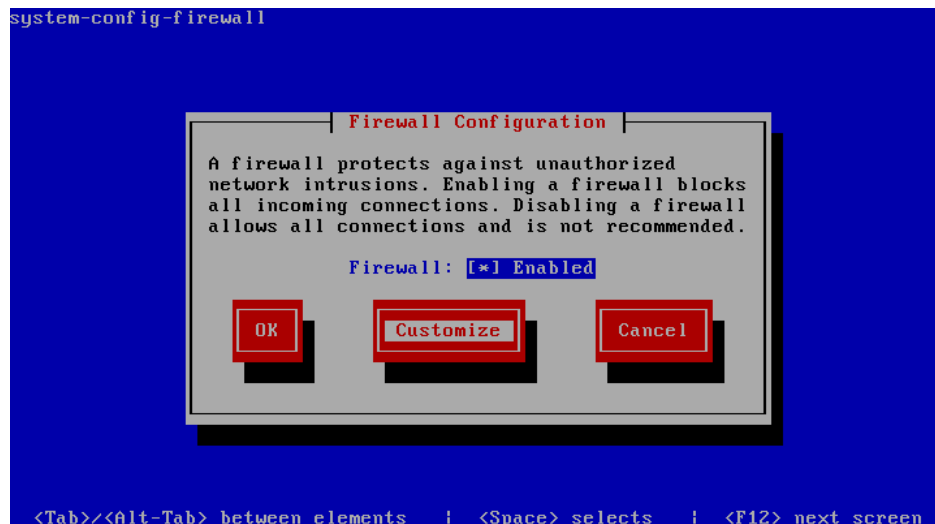 system-config-firewall
Firewall Configuration
A firewall protects against unauthorized
network intrusions. Enabling a firewall blocks
all incoming connections. Disabling a firewall
allows all connections and is not recommended.
Firewall: [*] Enabled
OK Customize Cancel
<Tab>/<Alt-Tab> between elements | <Space> selects | <F12> next screen